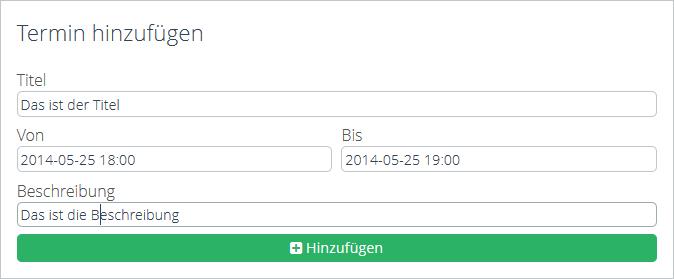 Termin hinzufügen
Titel
Das ist der Titel
Von Bis
2014-05-25 18:00 2014-05-25 19:00
Beschreibung
Das ist die Beschreibung
Hinzufügen